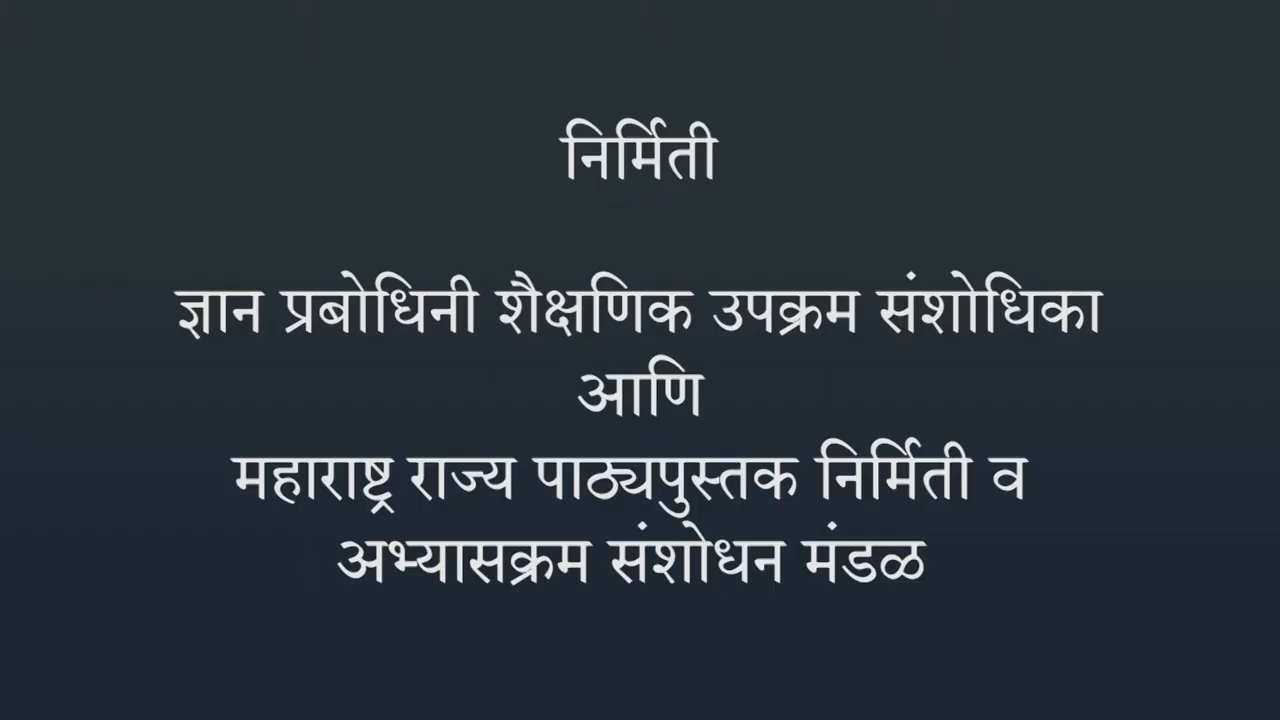 निर्मिती
ज्ञान प्रबोधिनी शैक्षणिक उपक्रम संशोधिका
आणि
महाराष्ट्र राज्य पाठ्यपुस्तक निर्मिती व
अभ्यासक्रम संशोधन मंडळ